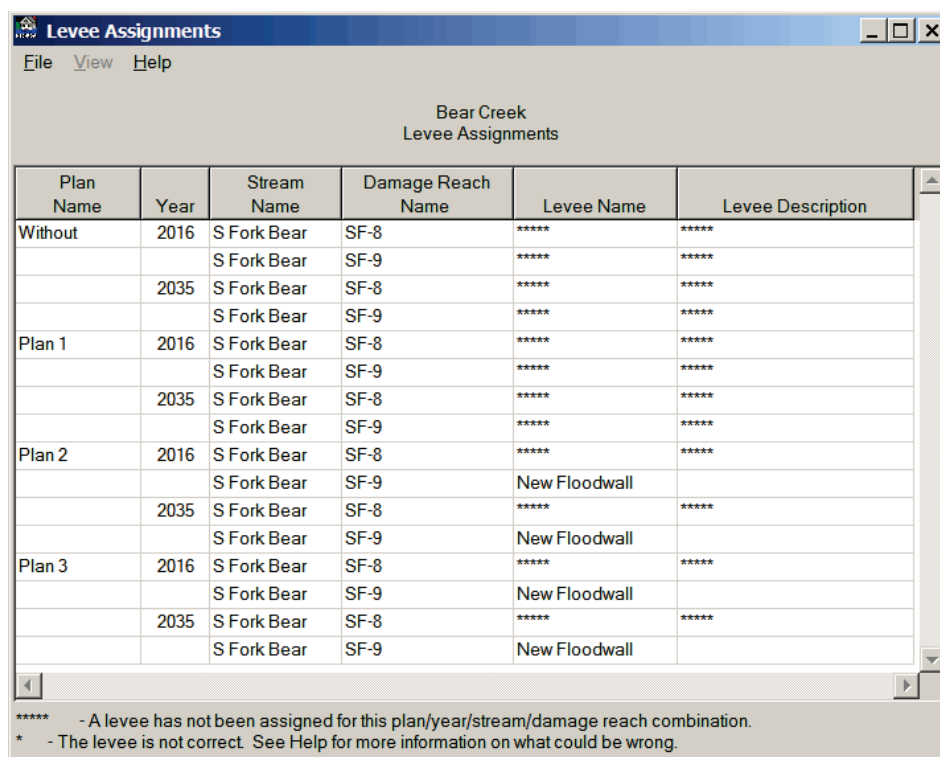 Levee Assignments
File View Help
Bear Creek
Levee Assignments
Plan Name Year Stream Name Damage Reach Name Levee Name Levee Description
Without 2016 S Fork Bear SF-8 ***** *****
S Fork Bear SF-9 ***** *****
2035 S Fork Bear SF-8 ***** *****
S Fork Bear SF-9 ***** *****
Plan 1 2016 S Fork Bear SF-8 ***** *****
S Fork Bear SF-9 ***** *****
2035 S Fork Bear SF-8 ***** *****
S Fork Bear SF-9 ***** *****
Plan 2 2016 S Fork Bear SF-8 ***** *****
S Fork Bear SF-9 New Floodwall
2035 S Fork Bear SF-8 ***** *****
S Fork Bear SF-9 New Floodwall
Plan 3 2016 S Fork Bear SF-8 ***** *****
S Fork Bear SF-9 New Floodwall
2035 S Fork Bear SF-8 ***** *****
S Fork Bear SF-9 New Floodwall
***** - A levee has not been assigned for this plan/year/stream/damage reach combination.
* - The levee is not correct. See Help for more information on what could be wrong.